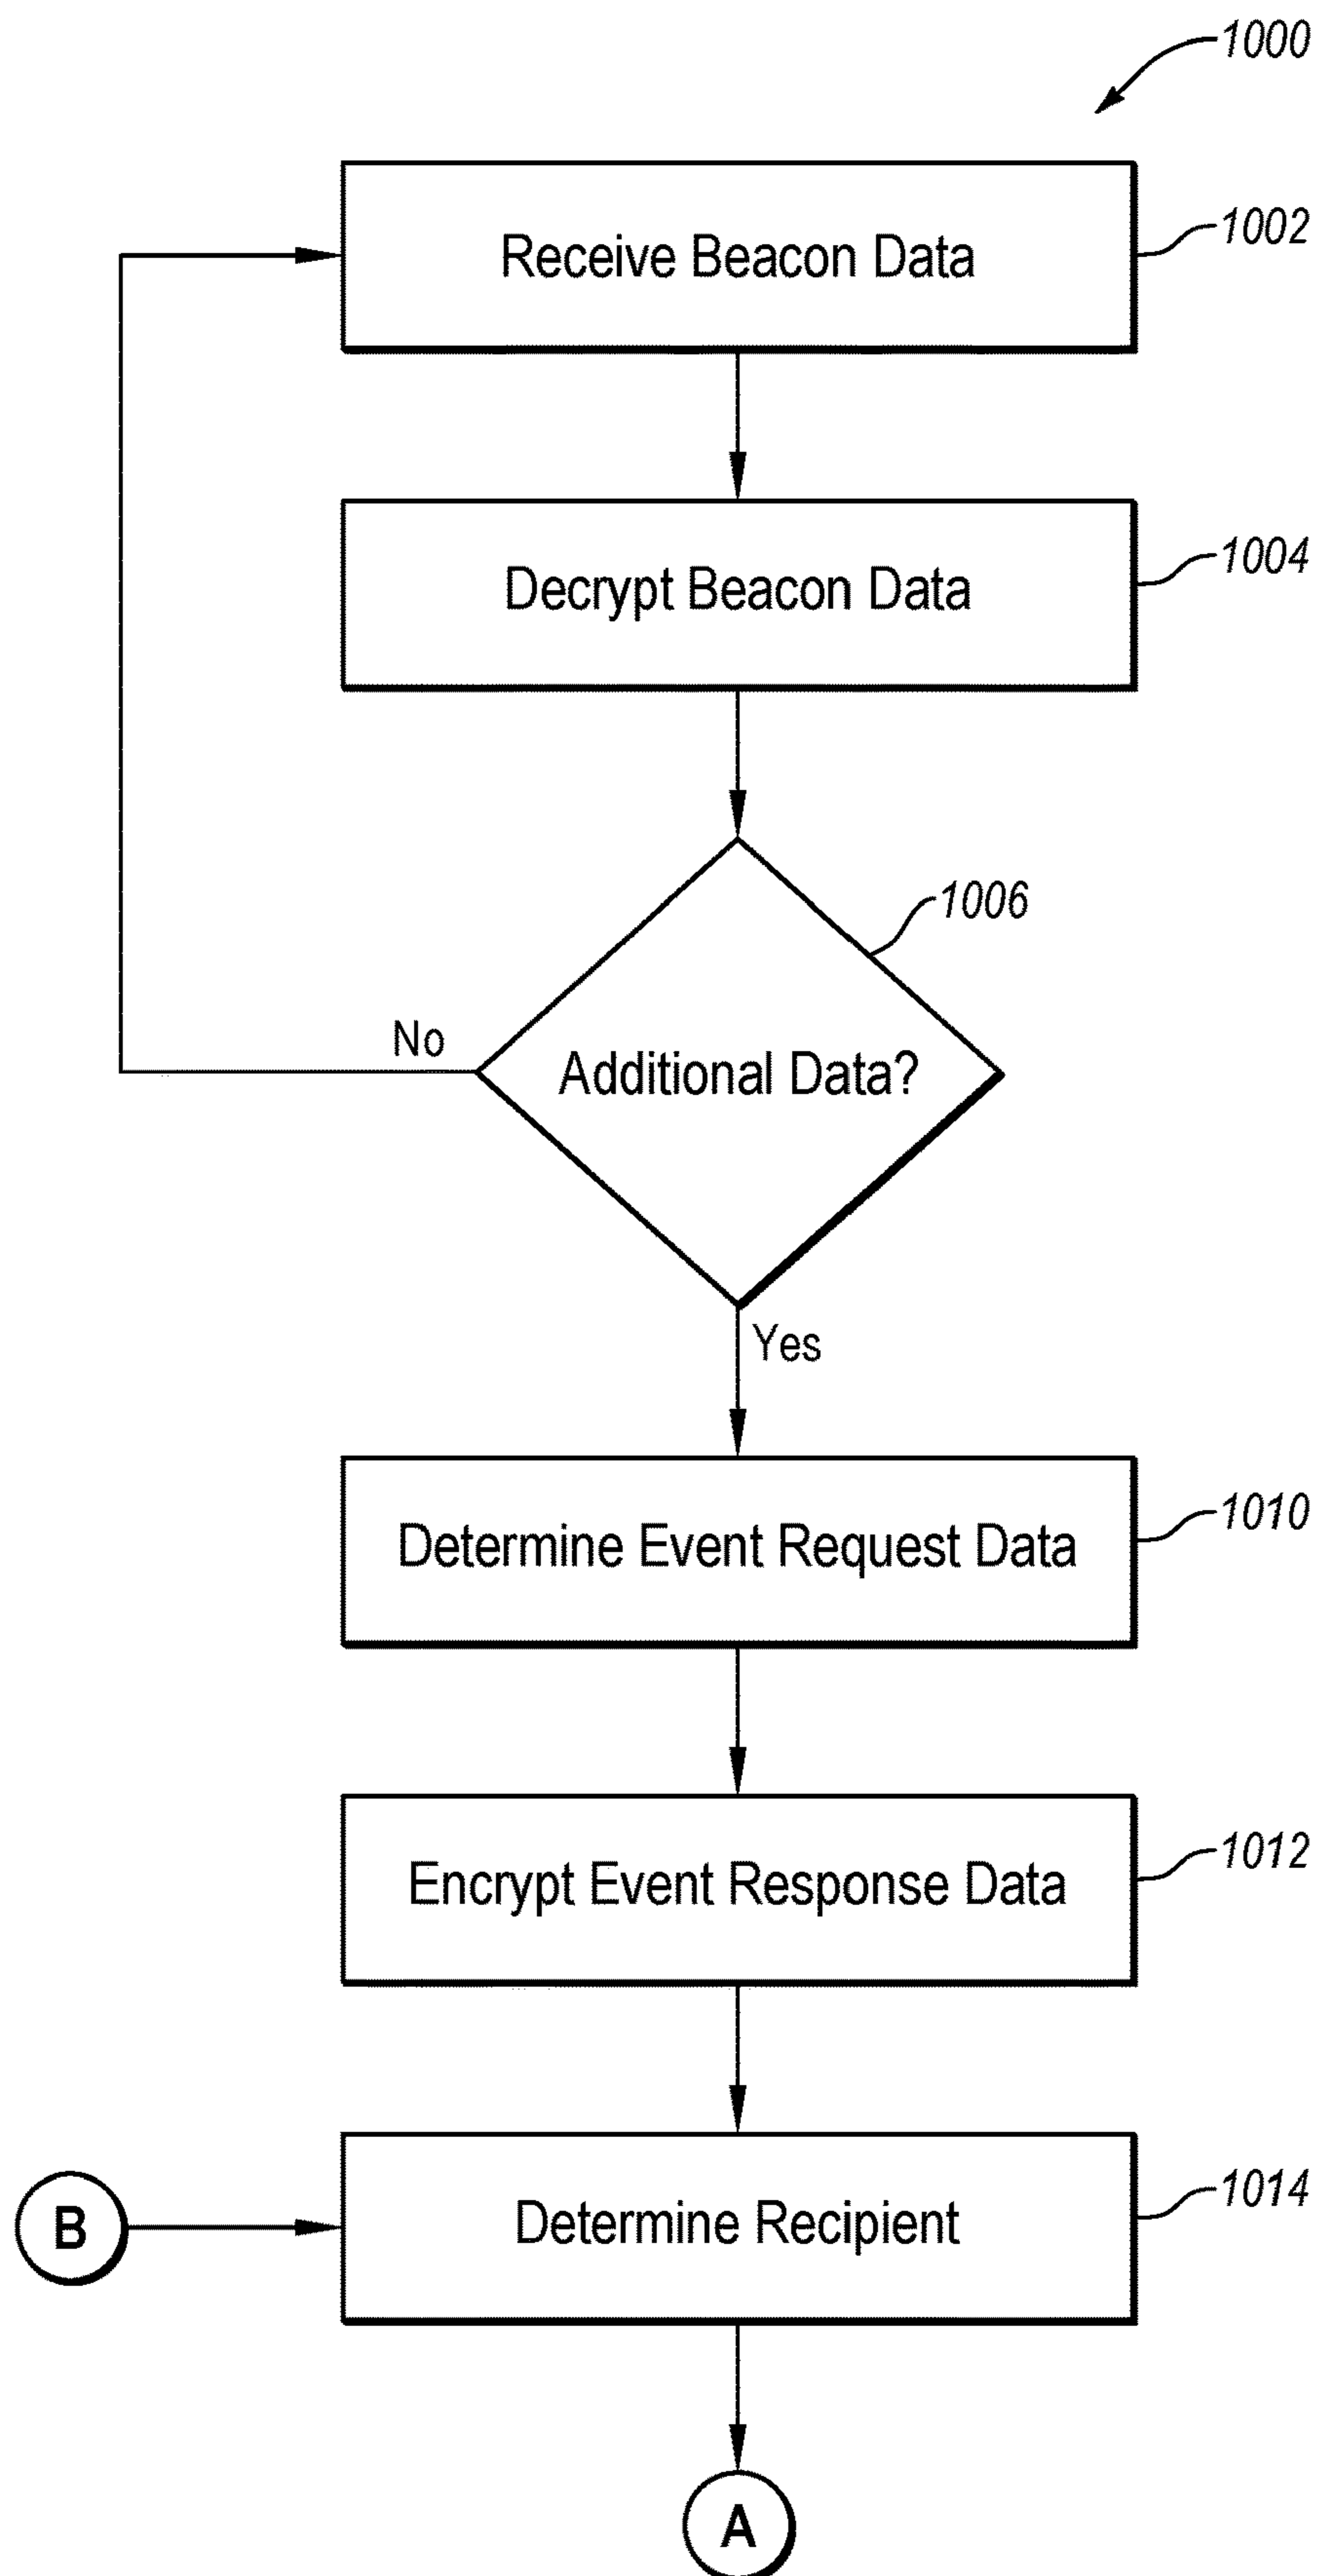 1000
Receive Beacon Data
1002
Decrypt Beacon Data
1004
1006
No
Additional Data?
Yes
Determine Event Request Data
1010
Encrypt Event Response Data
1012
B
Determine Recipient
1014
A